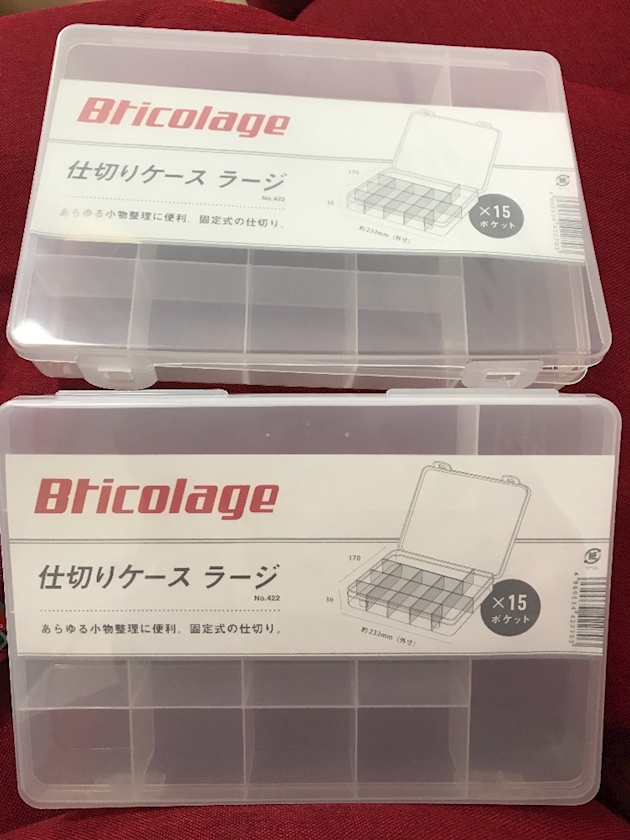 Bricolage
仕切りケース ラージ
No.422
あらゆる小物整理に便利。固定式の仕切り。
170
36
約233mm(外寸)
×15
ポケット
Bricolage
仕切りケース ラージ
No.422
あらゆる小物整理に便利。固定式の仕切り。
170
36
約233mm(外寸)
×15
ポケット
紙